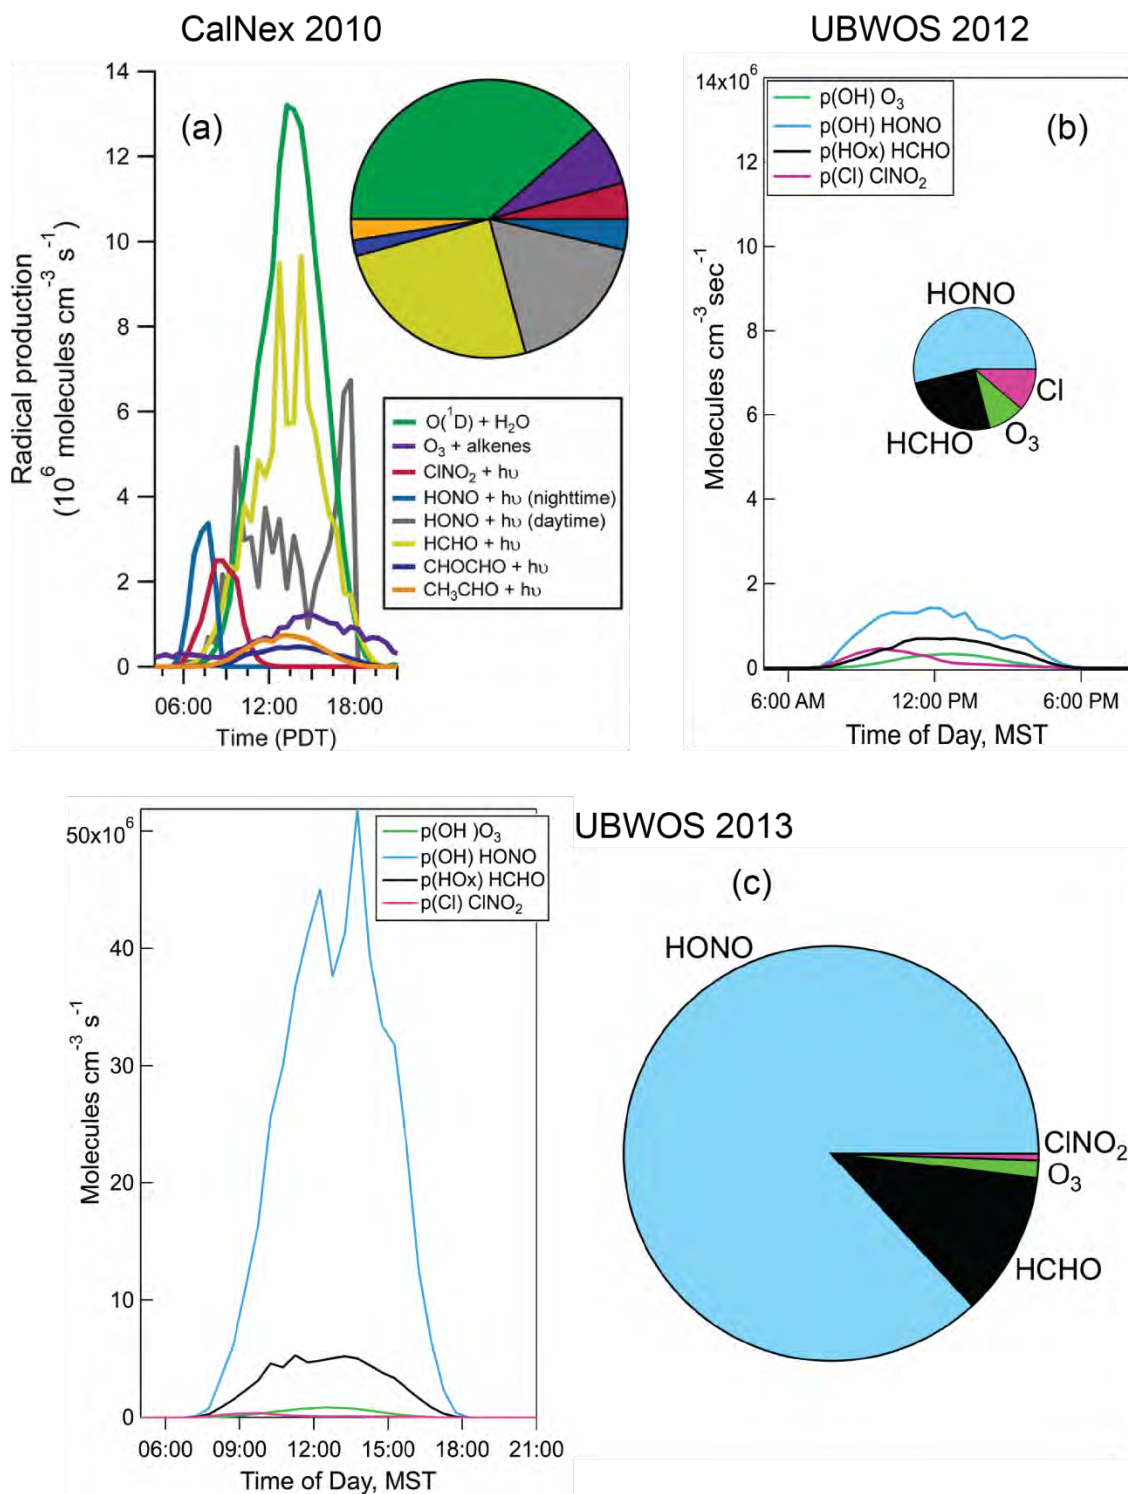 CalNex 2010
UBWOS 2012
(a)
14
12
10
8
6
4
2
0
Radical production
(10⁶ molecules cm⁻³ s⁻¹)
O(¹D) + H₂O
O₃ + alkenes
ClNO₂ + hυ
HONO + hυ (nighttime)
HONO + hυ (daytime)
HCHO + hυ
CHOCHO + hυ
CH₃CHO + hυ
06:00 12:00 18:00
Time (PDT)
14x10⁶
12
10
8
6
4
2
0
Molecules cm⁻³sec⁻¹
p(OH) O₃
p(OH) HONO
p(HOx) HCHO
p(Cl) ClNO₂
(b)
HONO
Cl
HCHO
O₃
6:00 AM 12:00 PM 6:00 PM
Time of Day, MST
UBWOS 2013
50x10⁶
40
30
20
10
0
Molecules cm⁻³ s⁻¹
p(OH )O₃
p(OH) HONO
p(HOx) HCHO
p(Cl) ClNO₂
06:00 09:00 12:00 15:00 18:00 21:00
Time of Day, MST
(c)
HONO
ClNO₂
O₃
HCHO